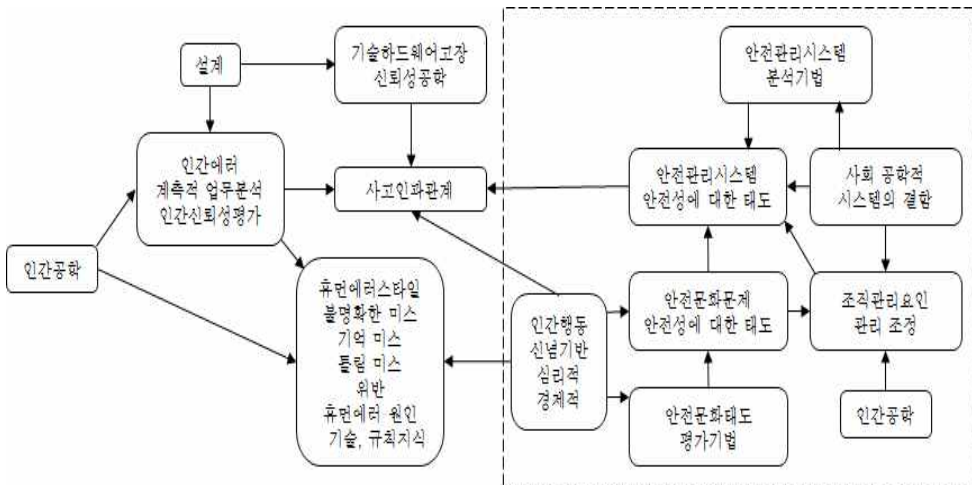 설계
기술하드웨어고장
신뢰성공학
인간에러
계측적 업무분석
인간신뢰성평가
사고인파관계
인간공학
휴먼에러스타일
불명확한 미스
기억 미스
틀림 미스
위반
휴먼에러 원인
기술, 규칙지식
인간행동
신념기반
심리적
경제적
안전관리시스템
분석기법
안전관리시스템
안전성에 대한 태도
사회 공학적
시스템의 결함
안전문화문제
안전성에 대한 태도
조직관리요인
관리 조정
안전문화태도
평가기법
인간공학